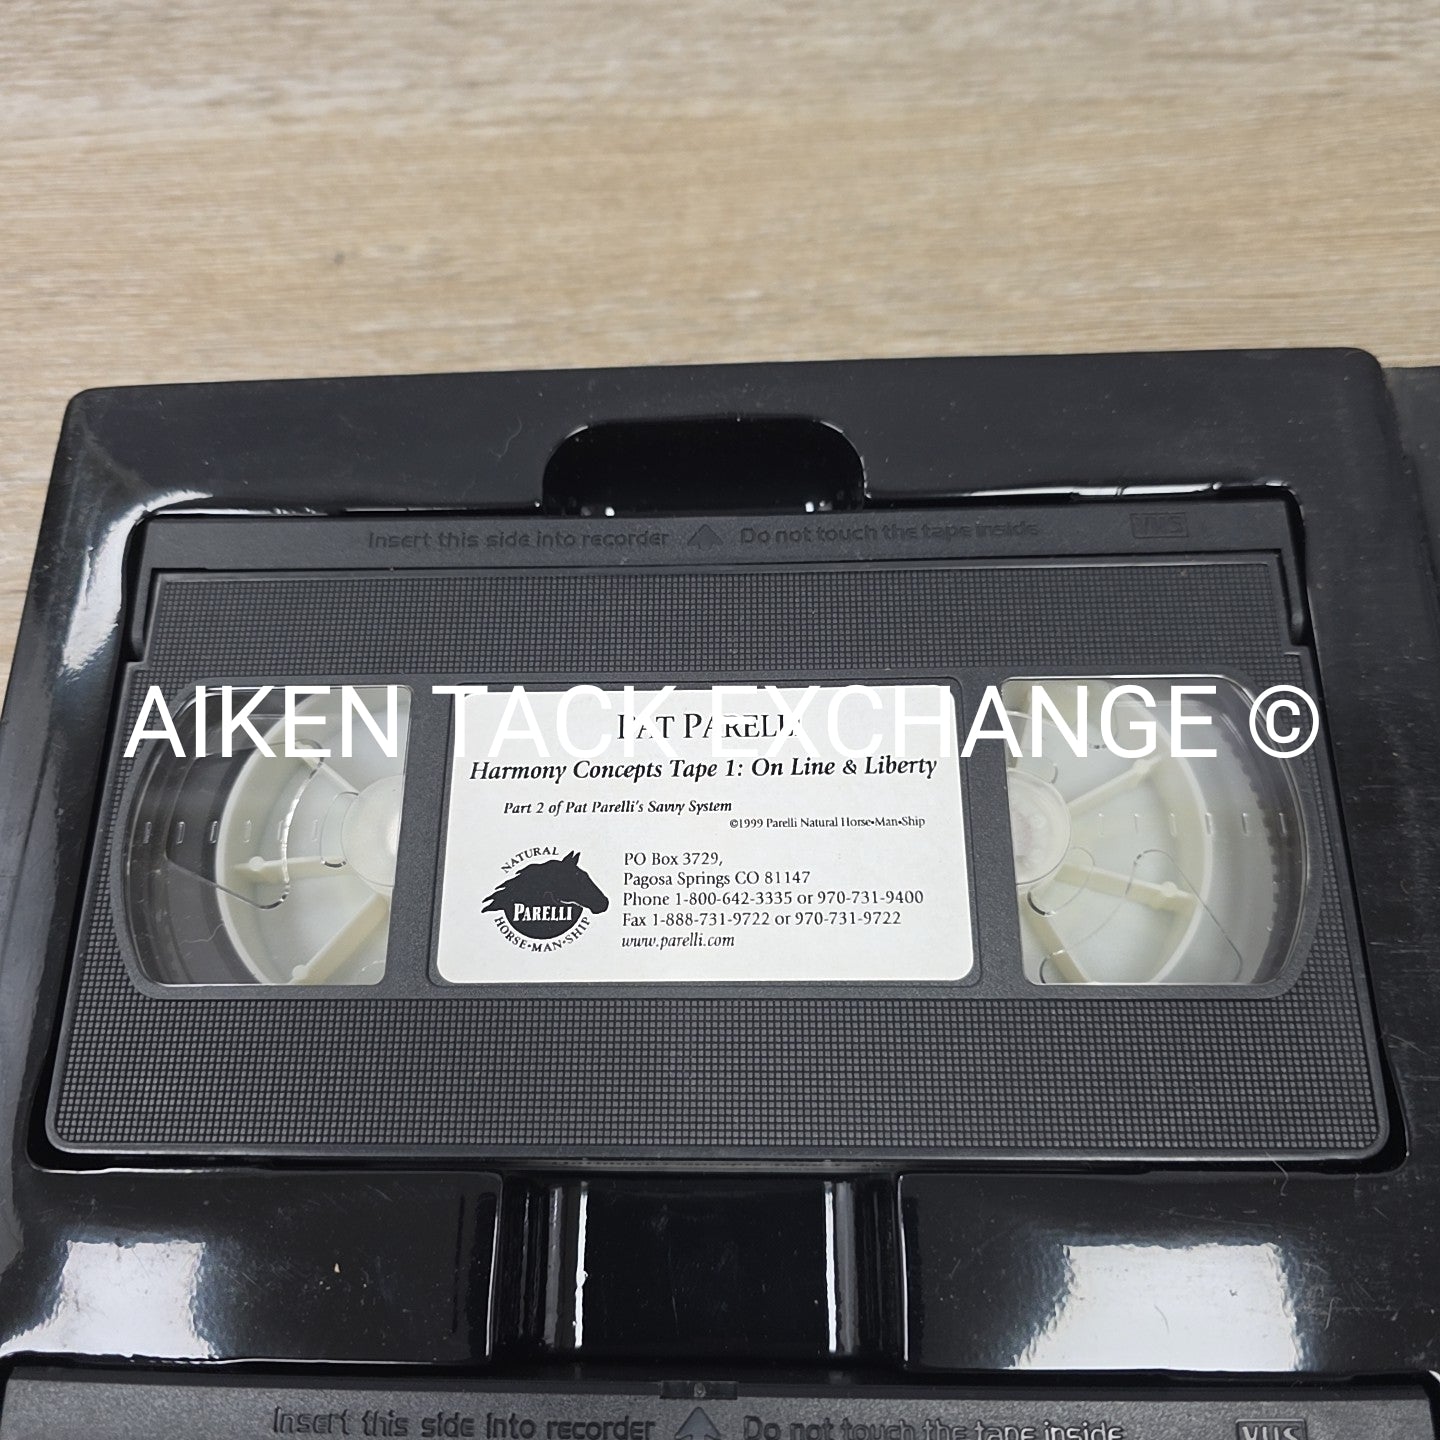 Insert this side into recorder Do not touch the tape inside VHS
AIKEN TACK EXCHANGE ©
PAT PARELLI
Harmony Concepts Tape 1: On Line & Liberty
Part 2 of Pat Parelli's Savvy System
©1999 Parelli Natural Horse•Man•Ship
NATURAL
PARELLI
HORSE•MAN•SHIP
PO Box 3729,
Pagosa Springs CO 81147
Phone 1-800-642-3335 or 970-731-9400
Fax 1-888-731-9722 or 970-731-9722
www.parelli.com
Insert this side into recorder Do not touch the tape inside VHS